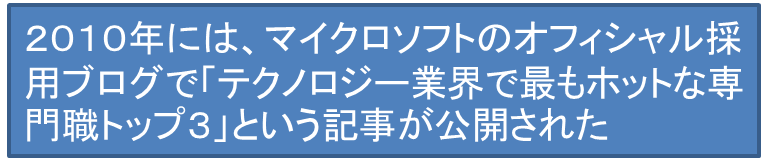 ２０１０年には、マイクロソフトのオフィシャル採
用ブログで｢テクノロジー業界で最もホットな専
門職トップ３｣という記事が公開された